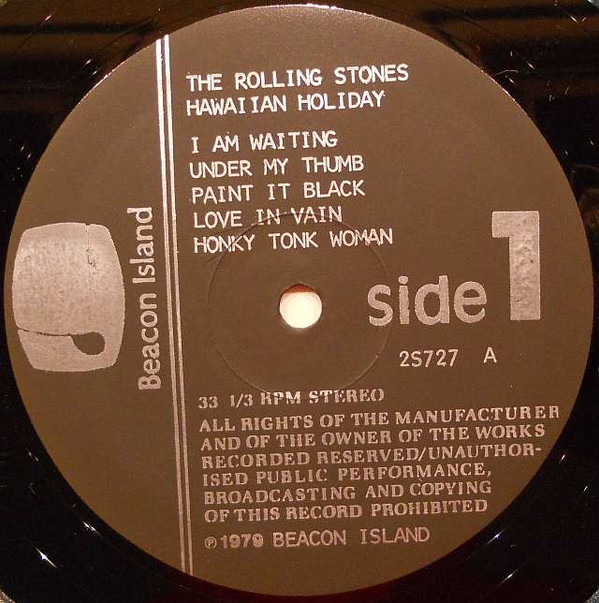 THE ROLLING STONES
HAWAIIAN HOLIDAY
I AM WAITING
UNDER MY THUMB
PAINT IT BLACK
LOVE IN VAIN
HONKY TONK WOMAN
Beacon Island
side 1
2S727 A
33 1/3 RPM STEREO
ALL RIGHTS OF THE MANUFACTURER
AND OF THE OWNER OF THE WORKS
RECORDED RESERVED/UNAUTHOR-
ISED PUBLIC PERFORMANCE,
BROADCASTING AND COPYING
OF THIS RECORD PROHIBITED
℗1979 BEACON ISLAND